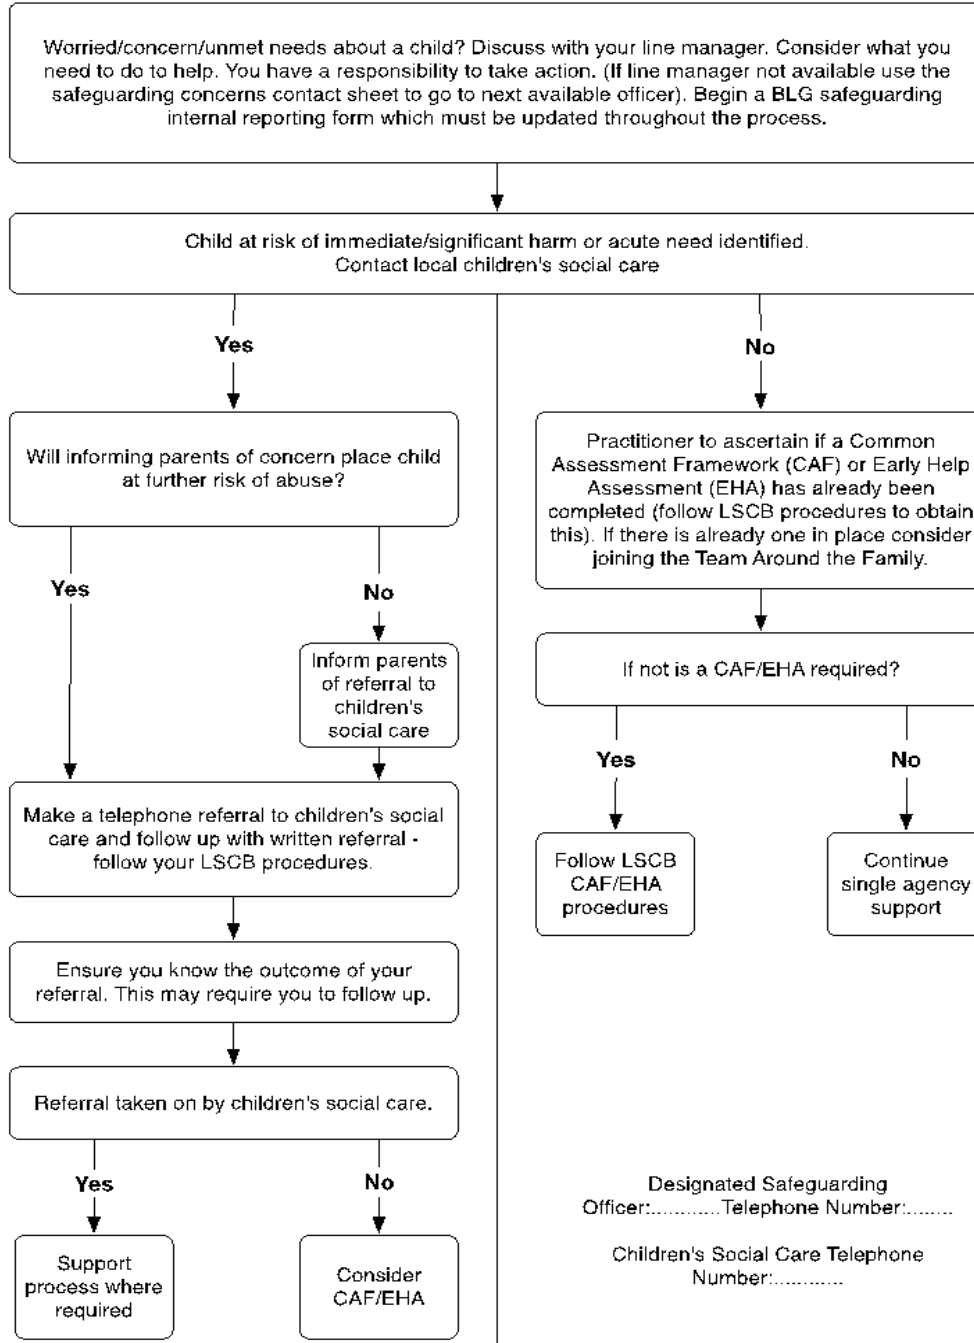 Worried/concern/unmet needs about a child? Discuss with your line manager. Consider what you
need to do to help. You have a responsibility to take action. (If line manager not available use the
safeguarding concerns contact sheet to go to next available officer). Begin a BLG safeguarding
internal reporting form which must be updated throughout the process.
Child at risk of immediate/significant harm or acute need identified.
Contact local children's social care
Yes
No
Will informing parents of concern place child
at further risk of abuse?
Practitioner to ascertain if a Common
Assessment Framework (CAF) or Early Help
Assessment (EHA) has already been
completed (follow LSCB procedures to obtain
this). If there is already one in place consider
joining the Team Around the Family.
Yes
No
Inform parents
of referral to
children's
social care
If not is a CAF/EHA required?
Yes
No
Make a telephone referral to children's social
care and follow up with written referral -
follow your LSCB procedures.
Follow LSCB
CAF/EHA
procedures
Continue
single agency
support
Ensure you know the outcome of your
referral. This may require you to follow up.
Referral taken on by children's social care.
Yes
No
Support
process where
required
Consider
CAF/EHA
Designated Safeguarding
Officer:............Telephone Number:........
Children's Social Care Telephone
Number:............